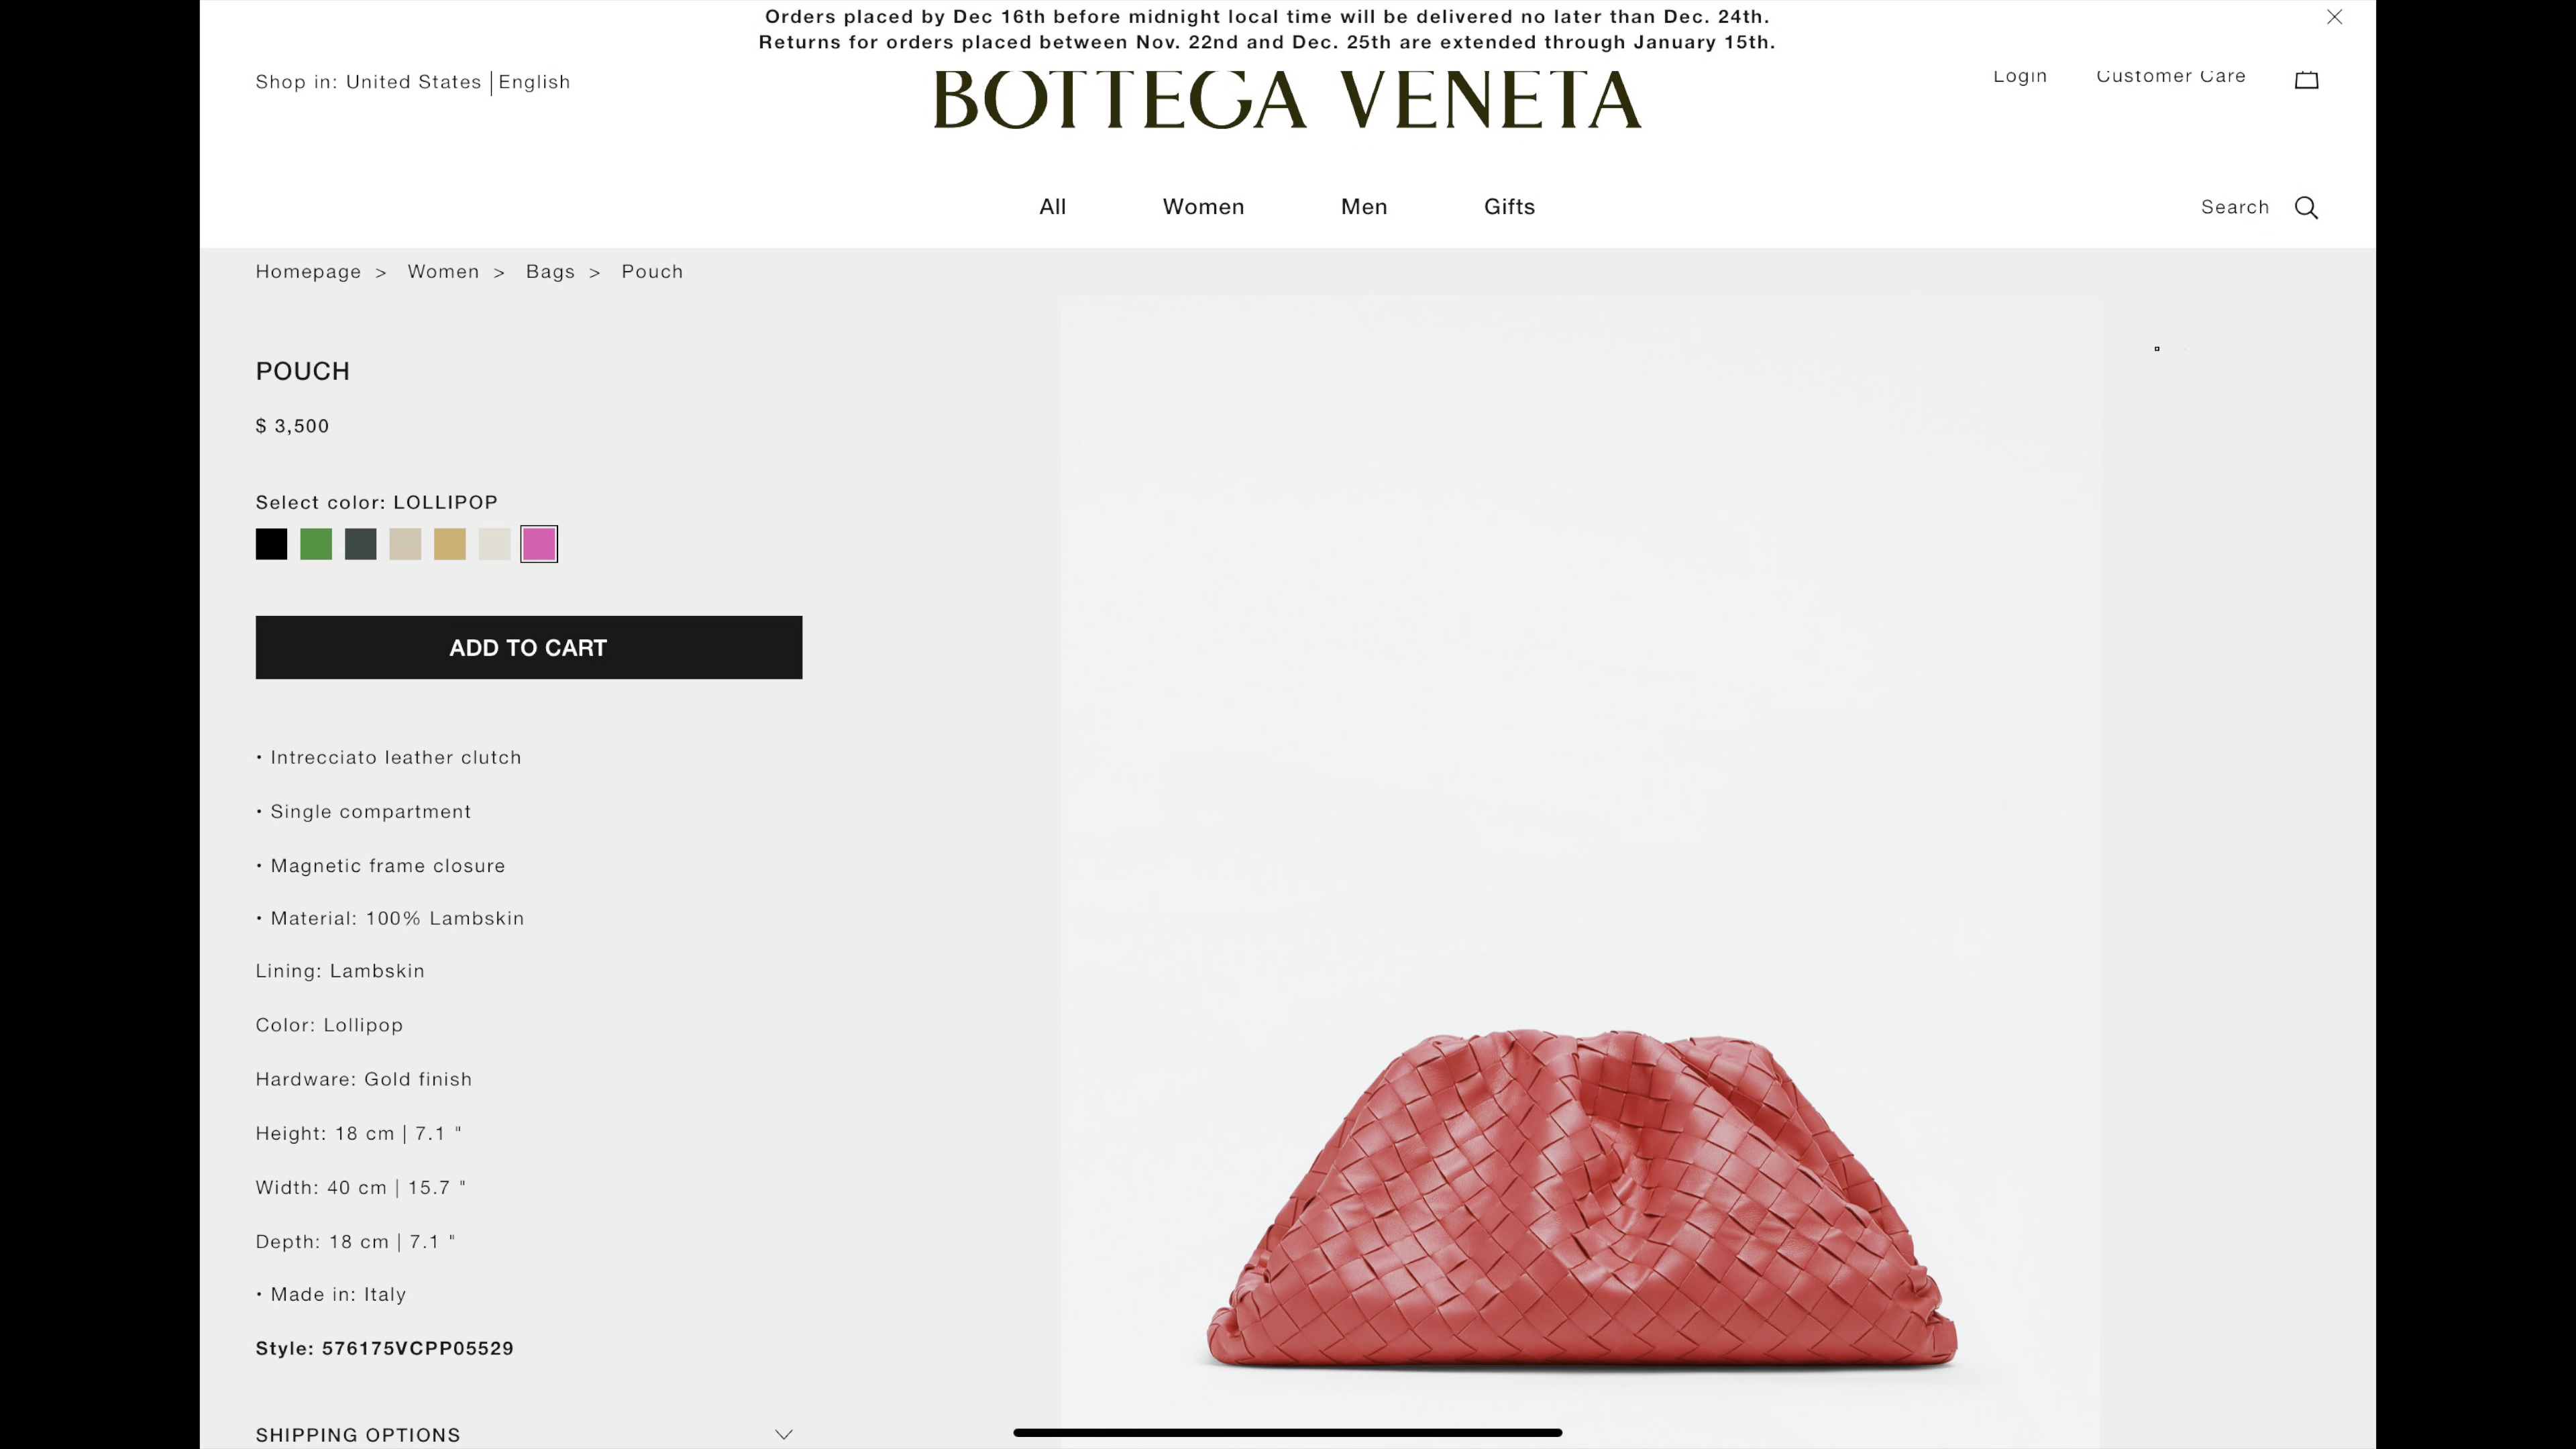 Orders placed by Dec 16th before midnight local time will be delivered no later than Dec. 24th.
Returns for orders placed between Nov. 22nd and Dec. 25th are extended through January 15th.
Shop in: United States | English
BOTTEGA VENETA
Login Customer Care
All Women Men Gifts
Search
Homepage > Women > Bags > Pouch
POUCH
$ 3,500
Select color: LOLLIPOP
ADD TO CART
• Intrecciato leather clutch
• Single compartment
• Magnetic frame closure
• Material: 100% Lambskin
Lining: Lambskin
Color: Lollipop
Hardware: Gold finish
Height: 18 cm | 7.1 "
Width: 40 cm | 15.7 "
Depth: 18 cm | 7.1 "
• Made in: Italy
Style: 576175VCPP05529
SHIPPING OPTIONS